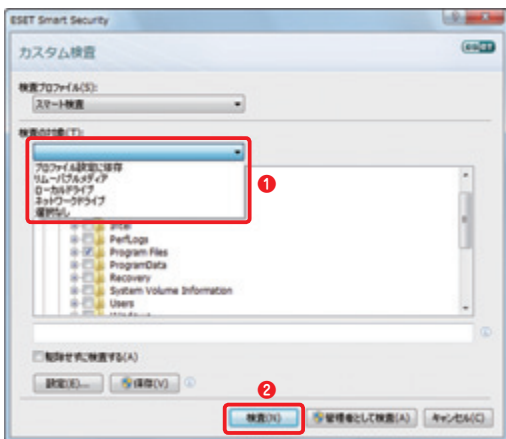 ESET Smart Security
カスタム検査
eset
検査プロファイル(S):
スマート検査
検査の対象(T):
プロファイル設定に依存
リムーバブルメディア
ローカルドライブ
ネットワークドライブ
選択なし
1
Intel
PerfLogs
Program Files
ProgramData
Recovery
System Volume Information
Users
駆除せずに検査する(A)
設定(E)...
保存(V)
2
検査(N)
管理者として検査(A)
キャンセル(C)